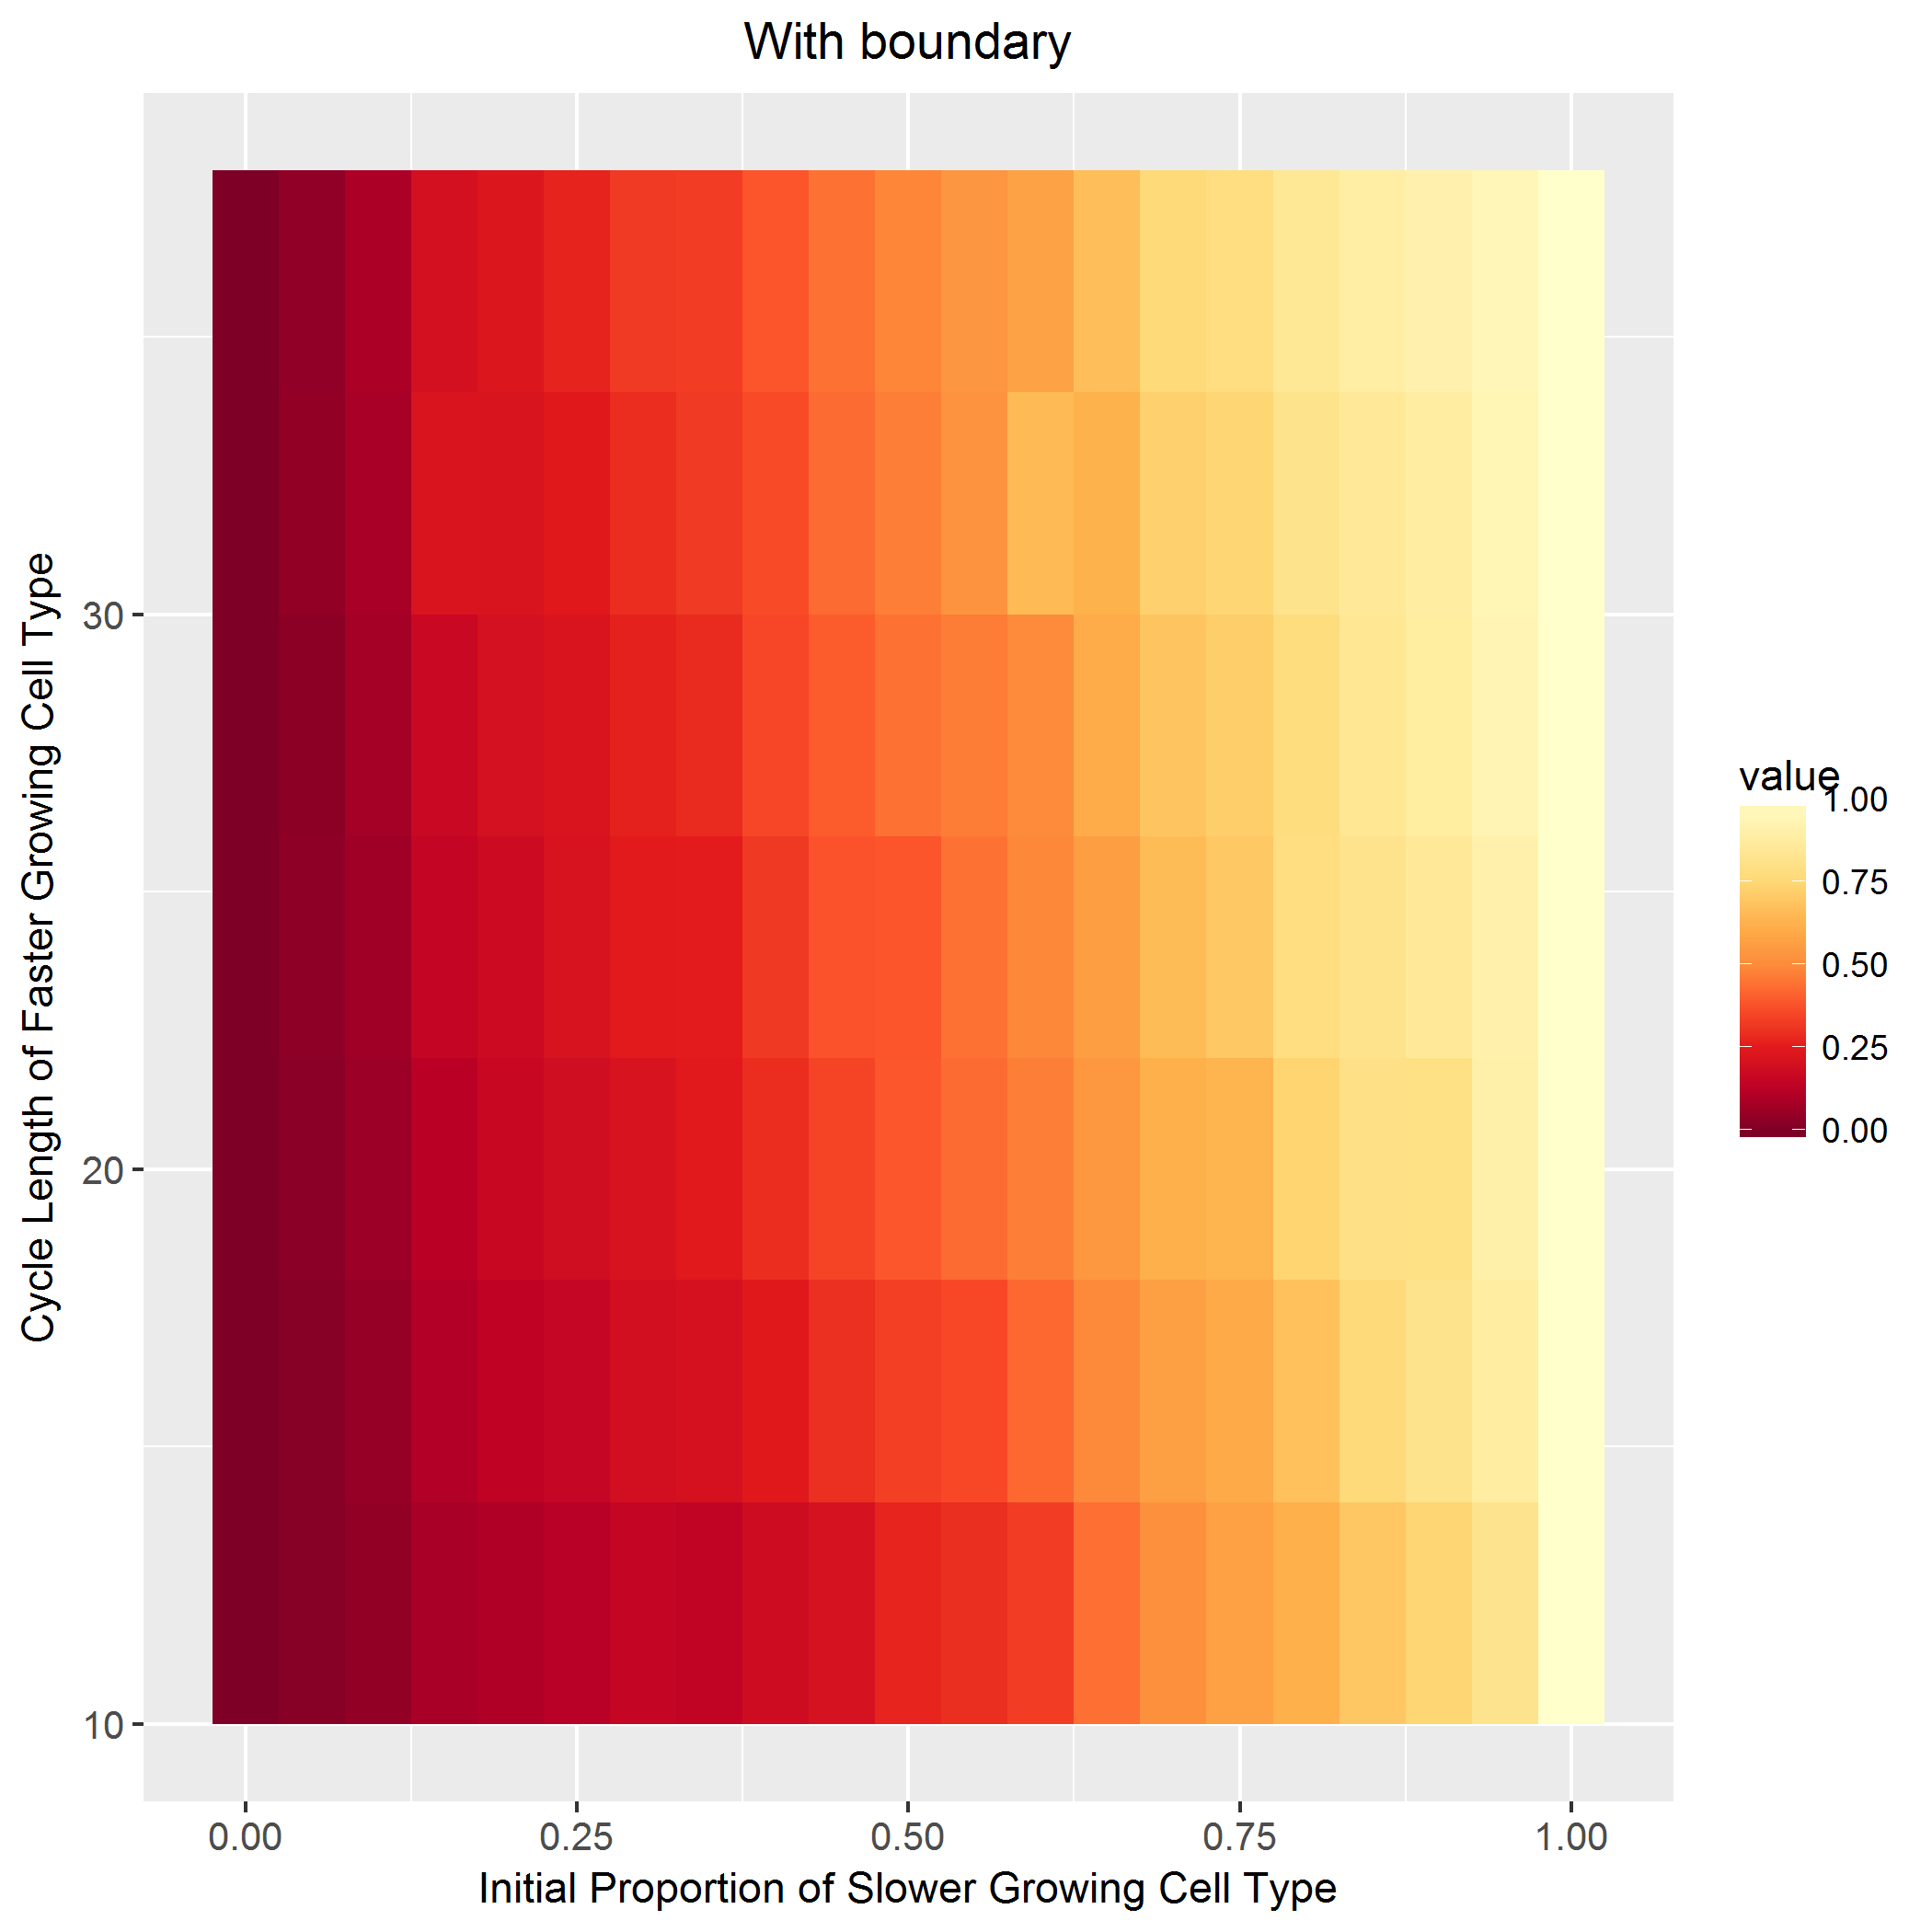 With boundary
Cycle Length of Faster Growing Cell Type
30
20
10
0.00 0.25 0.50 0.75 1.00
Initial Proportion of Slower Growing Cell Type
value
1.00
0.75
0.50
0.25
0.00